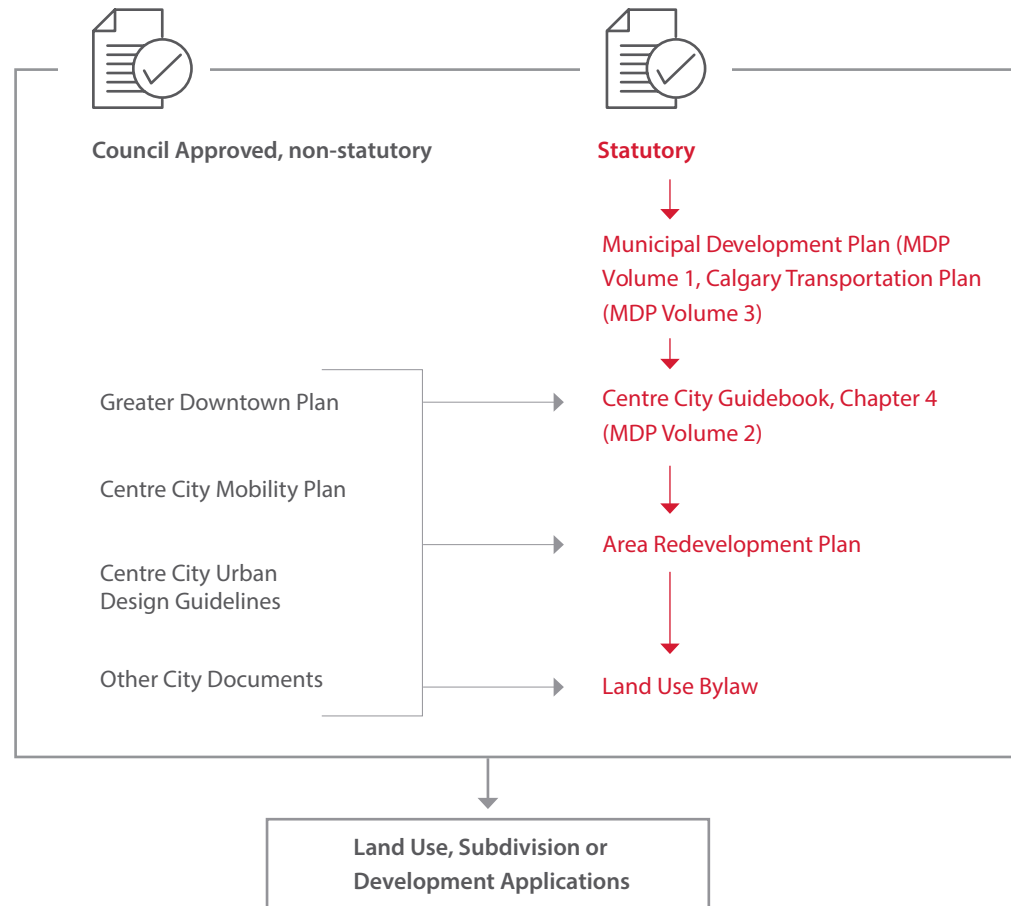 Council Approved, non-statutory
Statutory
Municipal Development Plan (MDP
Volume 1, Calgary Transportation Plan
(MDP Volume 3)
Greater Downtown Plan
Centre City Guidebook, Chapter 4
(MDP Volume 2)
Centre City Mobility Plan
Area Redevelopment Plan
Centre City Urban
Design Guidelines
Other City Documents
Land Use Bylaw
Land Use, Subdivision or
Development Applications